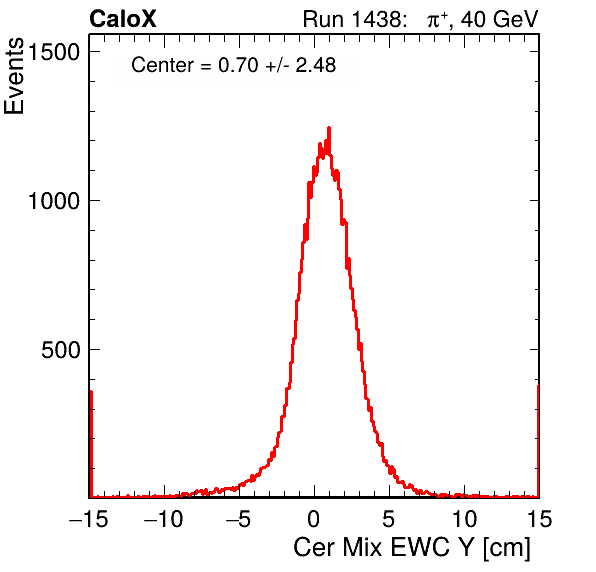 CaloX Run 1438: π⁺, 40 GeV
Events
Center = 0.70 +/- 2.48
1500
1000
500
−15 −10 −5 0 5 10 15
Cer Mix EWC Y [cm]